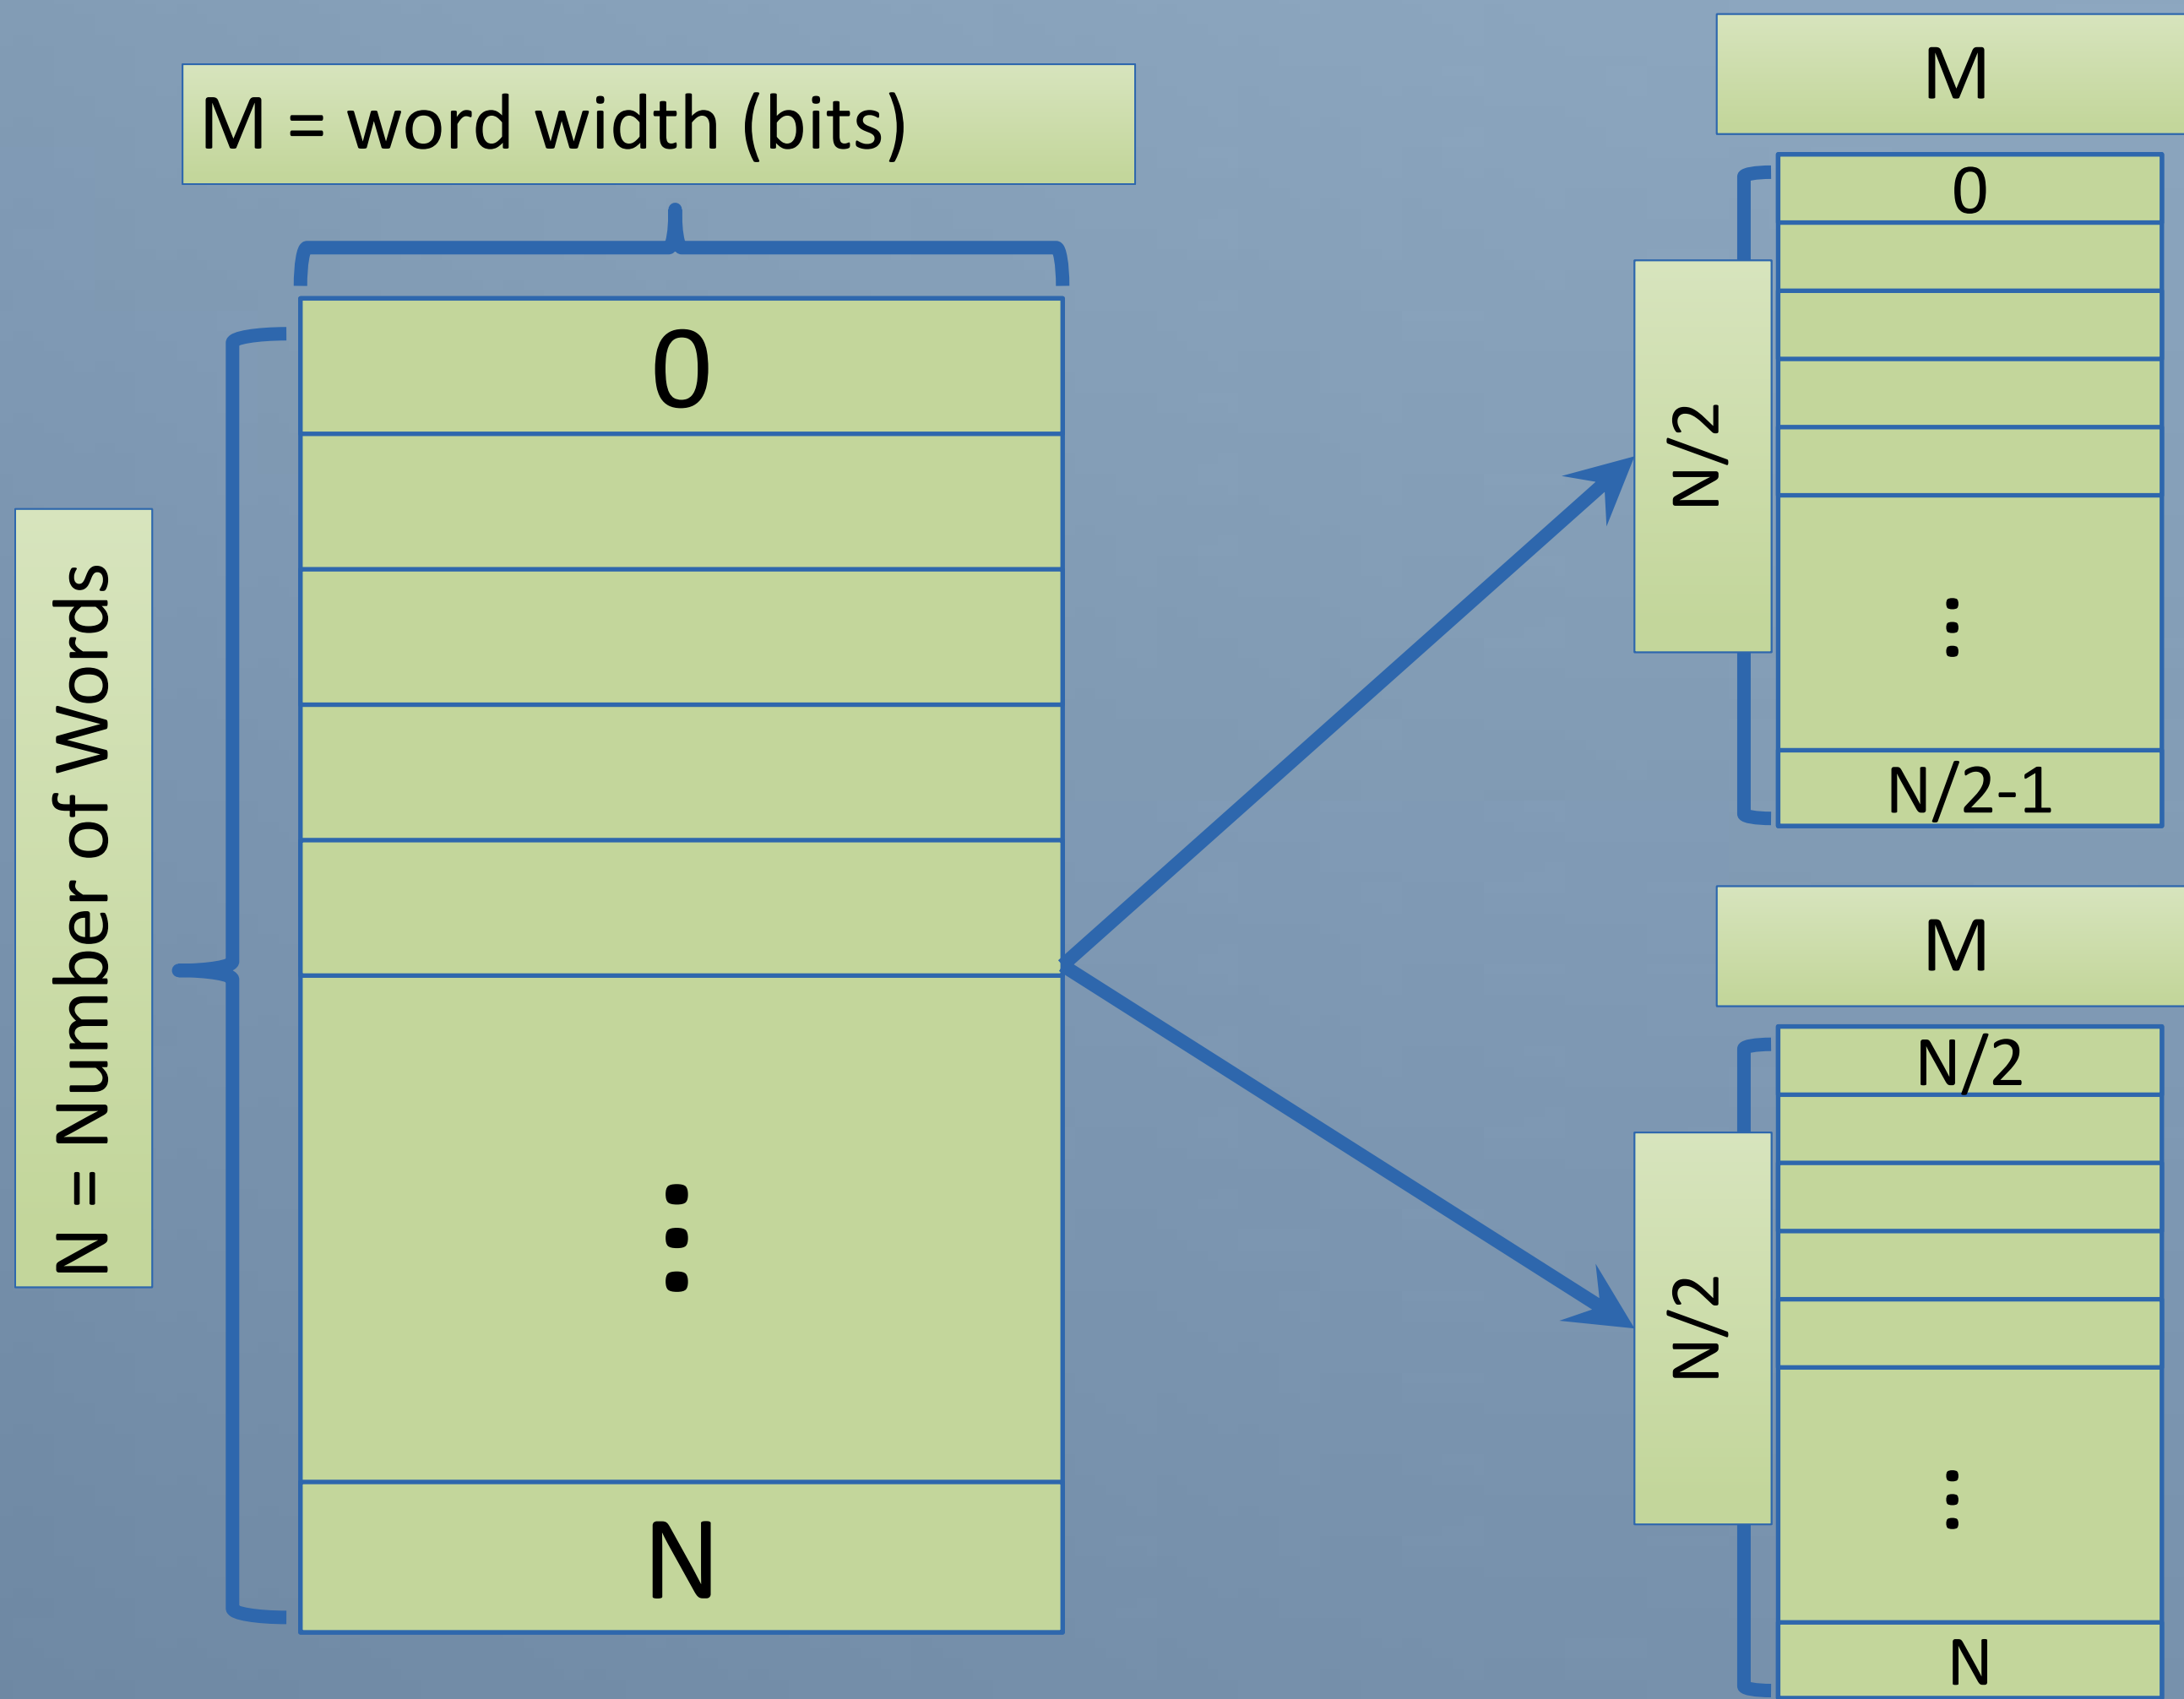 M = word width (bits)
N = Number of Words
0
⋮
N
M
N/2
0
⋮
N/2-1
M
N/2
N/2
⋮
N